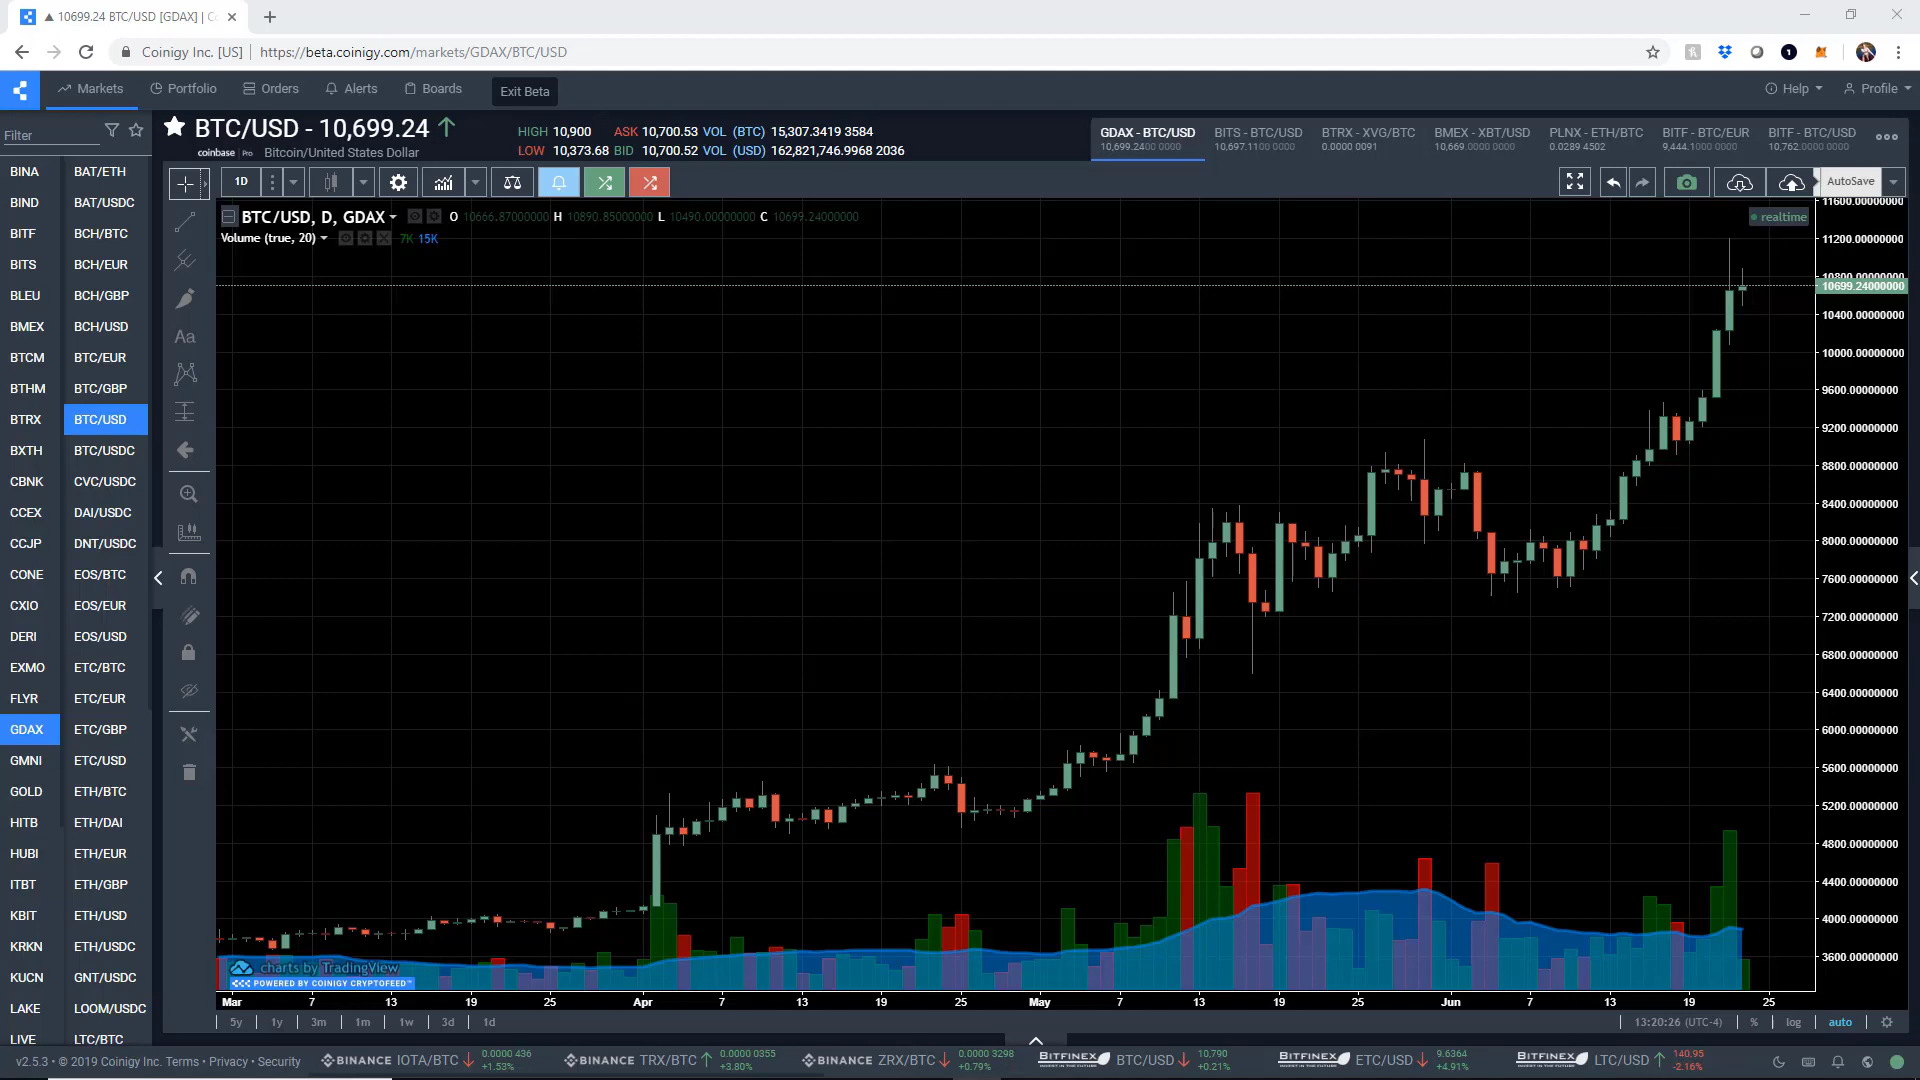 10699.24 BTC/USD [GDAX] | Co
Coinigy Inc. [US] https://beta.coinigy.com/markets/GDAX/BTC/USD
Markets Portfolio Orders Alerts Boards Exit Beta Help Profile
Filter
BTC/USD - 10,699.24
coinbase Pro Bitcoin/United States Dollar
HIGH 10,900 ASK 10,700.53 VOL (BTC) 15,307.3419 3584
LOW 10,373.68 BID 10,700.52 VOL (USD) 162,821,746.9968 2036
GDAX - BTC/USD BITS - BTC/USD BTRX - XVG/BTC BMEX - XBT/USD PLNX - ETH/BTC BITF - BTC/EUR BITF - BTC/USD
10,699.2400 0000 10,697.1100 0000 0.0000 0091 10,669.0000 0000 0.0289 4502 9,444.1000 0000 10,762.0000 0000
1D AutoSave
BTC/USD, D, GDAX O 10666.87000000 H 10890.85000000 L 10490.00000000 C 10699.24000000
Volume (true, 20) 7K 15K
realtime
BINA BAT/ETH
BIND BAT/USDC
BITF BCH/BTC
BITS BCH/EUR
BLEU BCH/GBP
BMEX BCH/USD
BTCM BTC/EUR
BTHM BTC/GBP
BTRX BTC/USD
BXTH BTC/USDC
CBNK CVC/USDC
CCEX DAI/USDC
CCJP DNT/USDC
CONE EOS/BTC
CXIO EOS/EUR
DERI EOS/USD
EXMO ETC/BTC
FLYR ETC/EUR
GDAX ETC/GBP
GMNI ETC/USD
GOLD ETH/BTC
HITB ETH/DAI
HUBI ETH/EUR
ITBT ETH/GBP
KBIT ETH/USD
KRKN ETH/USDC
KUCN GNT/USDC
LAKE LOOM/USDC
LIVE LTC/BTC
Aa
11600.00000000
11200.00000000
10800.00000000
10699.24000000
10400.00000000
10000.00000000
9600.00000000
9200.00000000
8800.00000000
8400.00000000
8000.00000000
7600.00000000
7200.00000000
6800.00000000
6400.00000000
6000.00000000
5600.00000000
5200.00000000
4800.00000000
4400.00000000
4000.00000000
3600.00000000
charts by TradingView
POWERED BY COINIGY CRYPTOFEED™
Mar 7 13 19 25 Apr 7 13 19 25 May 7 13 19 25 Jun 7 13 19 25
5y 1y 3m 1m 1w 3d 1d 13:20:26 (UTC-4) % log auto
v2.5.3 • © 2019 Coinigy Inc. Terms • Privacy • Security
BINANCE IOTA/BTC 0.0000 436 +1.53%
BINANCE TRX/BTC 0.0000 0355 +3.80%
BINANCE ZRX/BTC 0.0000 3298 +0.79%
BITFINEX BTC/USD 10,790 +0.21%
BITFINEX ETC/USD 9.6364 +4.91%
BITFINEX LTC/USD 140.95 -2.16%